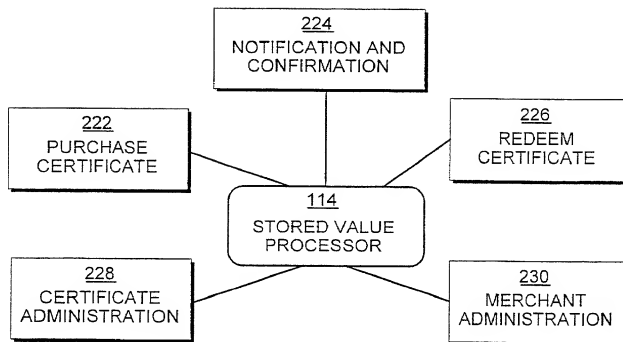 224
NOTIFICATION AND
CONFIRMATION
222
PURCHASE
CERTIFICATE
226
REDEEM
CERTIFICATE
114
STORED VALUE
PROCESSOR
228
CERTIFICATE
ADMINISTRATION
230
MERCHANT
ADMINISTRATION